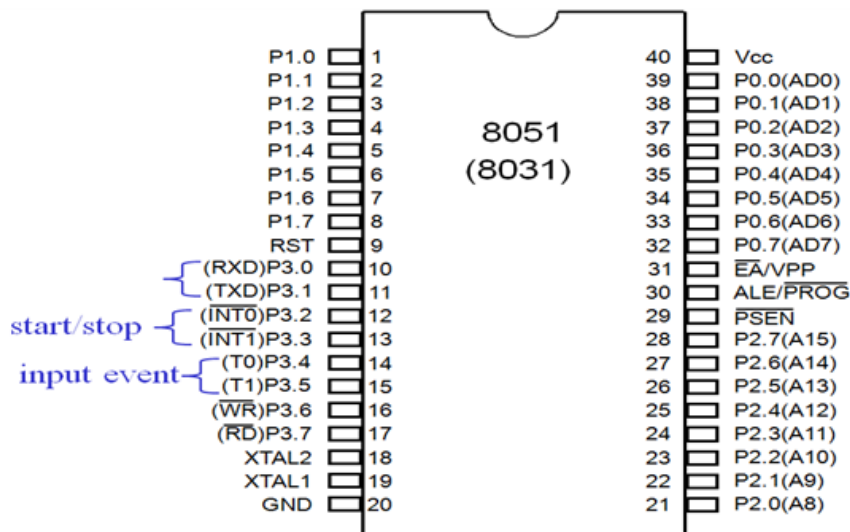 P1.0 1 40 Vcc
P1.1 2 39 P0.0(AD0)
P1.2 3 38 P0.1(AD1)
P1.3 4 8051 37 P0.2(AD2)
P1.4 5 (8031) 36 P0.3(AD3)
P1.5 6 35 P0.4(AD4)
P1.6 7 34 P0.5(AD5)
P1.7 8 33 P0.6(AD6)
RST 9 32 P0.7(AD7)
(RXD)P3.0 10 31 E̅A̅/VPP
(TXD)P3.1 11 30 ALE/P̅R̅O̅G̅
start/stop (I̅N̅T̅0̅)P3.2 12 29 P̅S̅E̅N̅
(I̅N̅T̅1̅)P3.3 13 28 P2.7(A15)
input event (T0)P3.4 14 27 P2.6(A14)
(T1)P3.5 15 26 P2.5(A13)
(W̅R̅)P3.6 16 25 P2.4(A12)
(R̅D̅)P3.7 17 24 P2.3(A11)
XTAL2 18 23 P2.2(A10)
XTAL1 19 22 P2.1(A9)
GND 20 21 P2.0(A8)